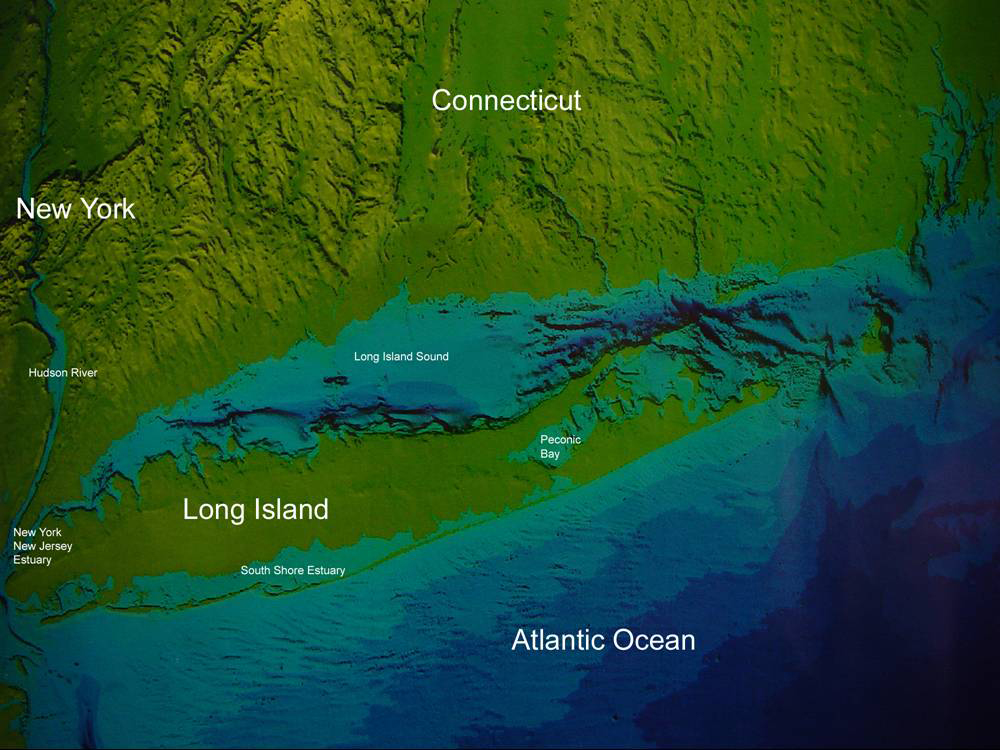 Connecticut
New York
Long Island Sound
Hudson River
Peconic
Bay
Long Island
New York
New Jersey
Estuary
South Shore Estuary
Atlantic Ocean